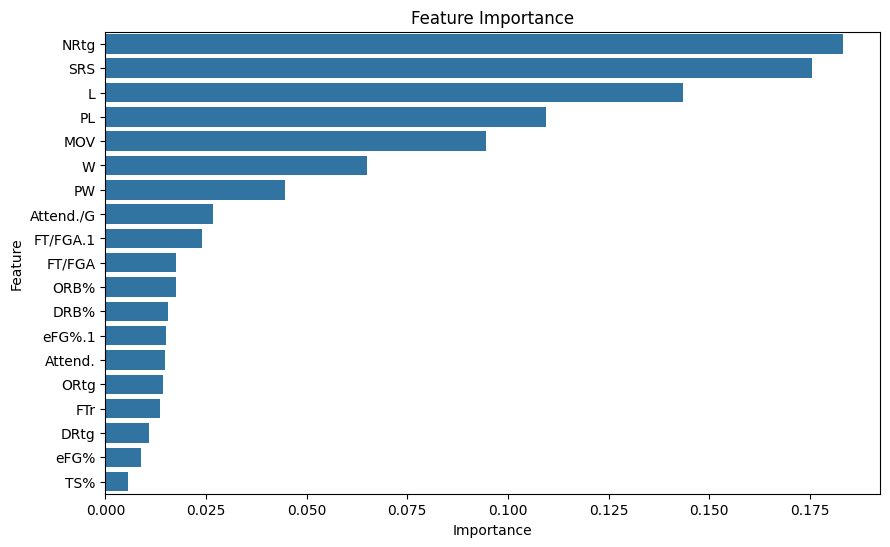 Feature Importance
NRtg
SRS
L
PL
MOV
W
PW
Attend./G
FT/FGA.1
FT/FGA
ORB%
DRB%
eFG%.1
Attend.
ORtg
FTr
DRtg
eFG%
TS%
Feature
0.000 0.025 0.050 0.075 0.100 0.125 0.150 0.175
Importance